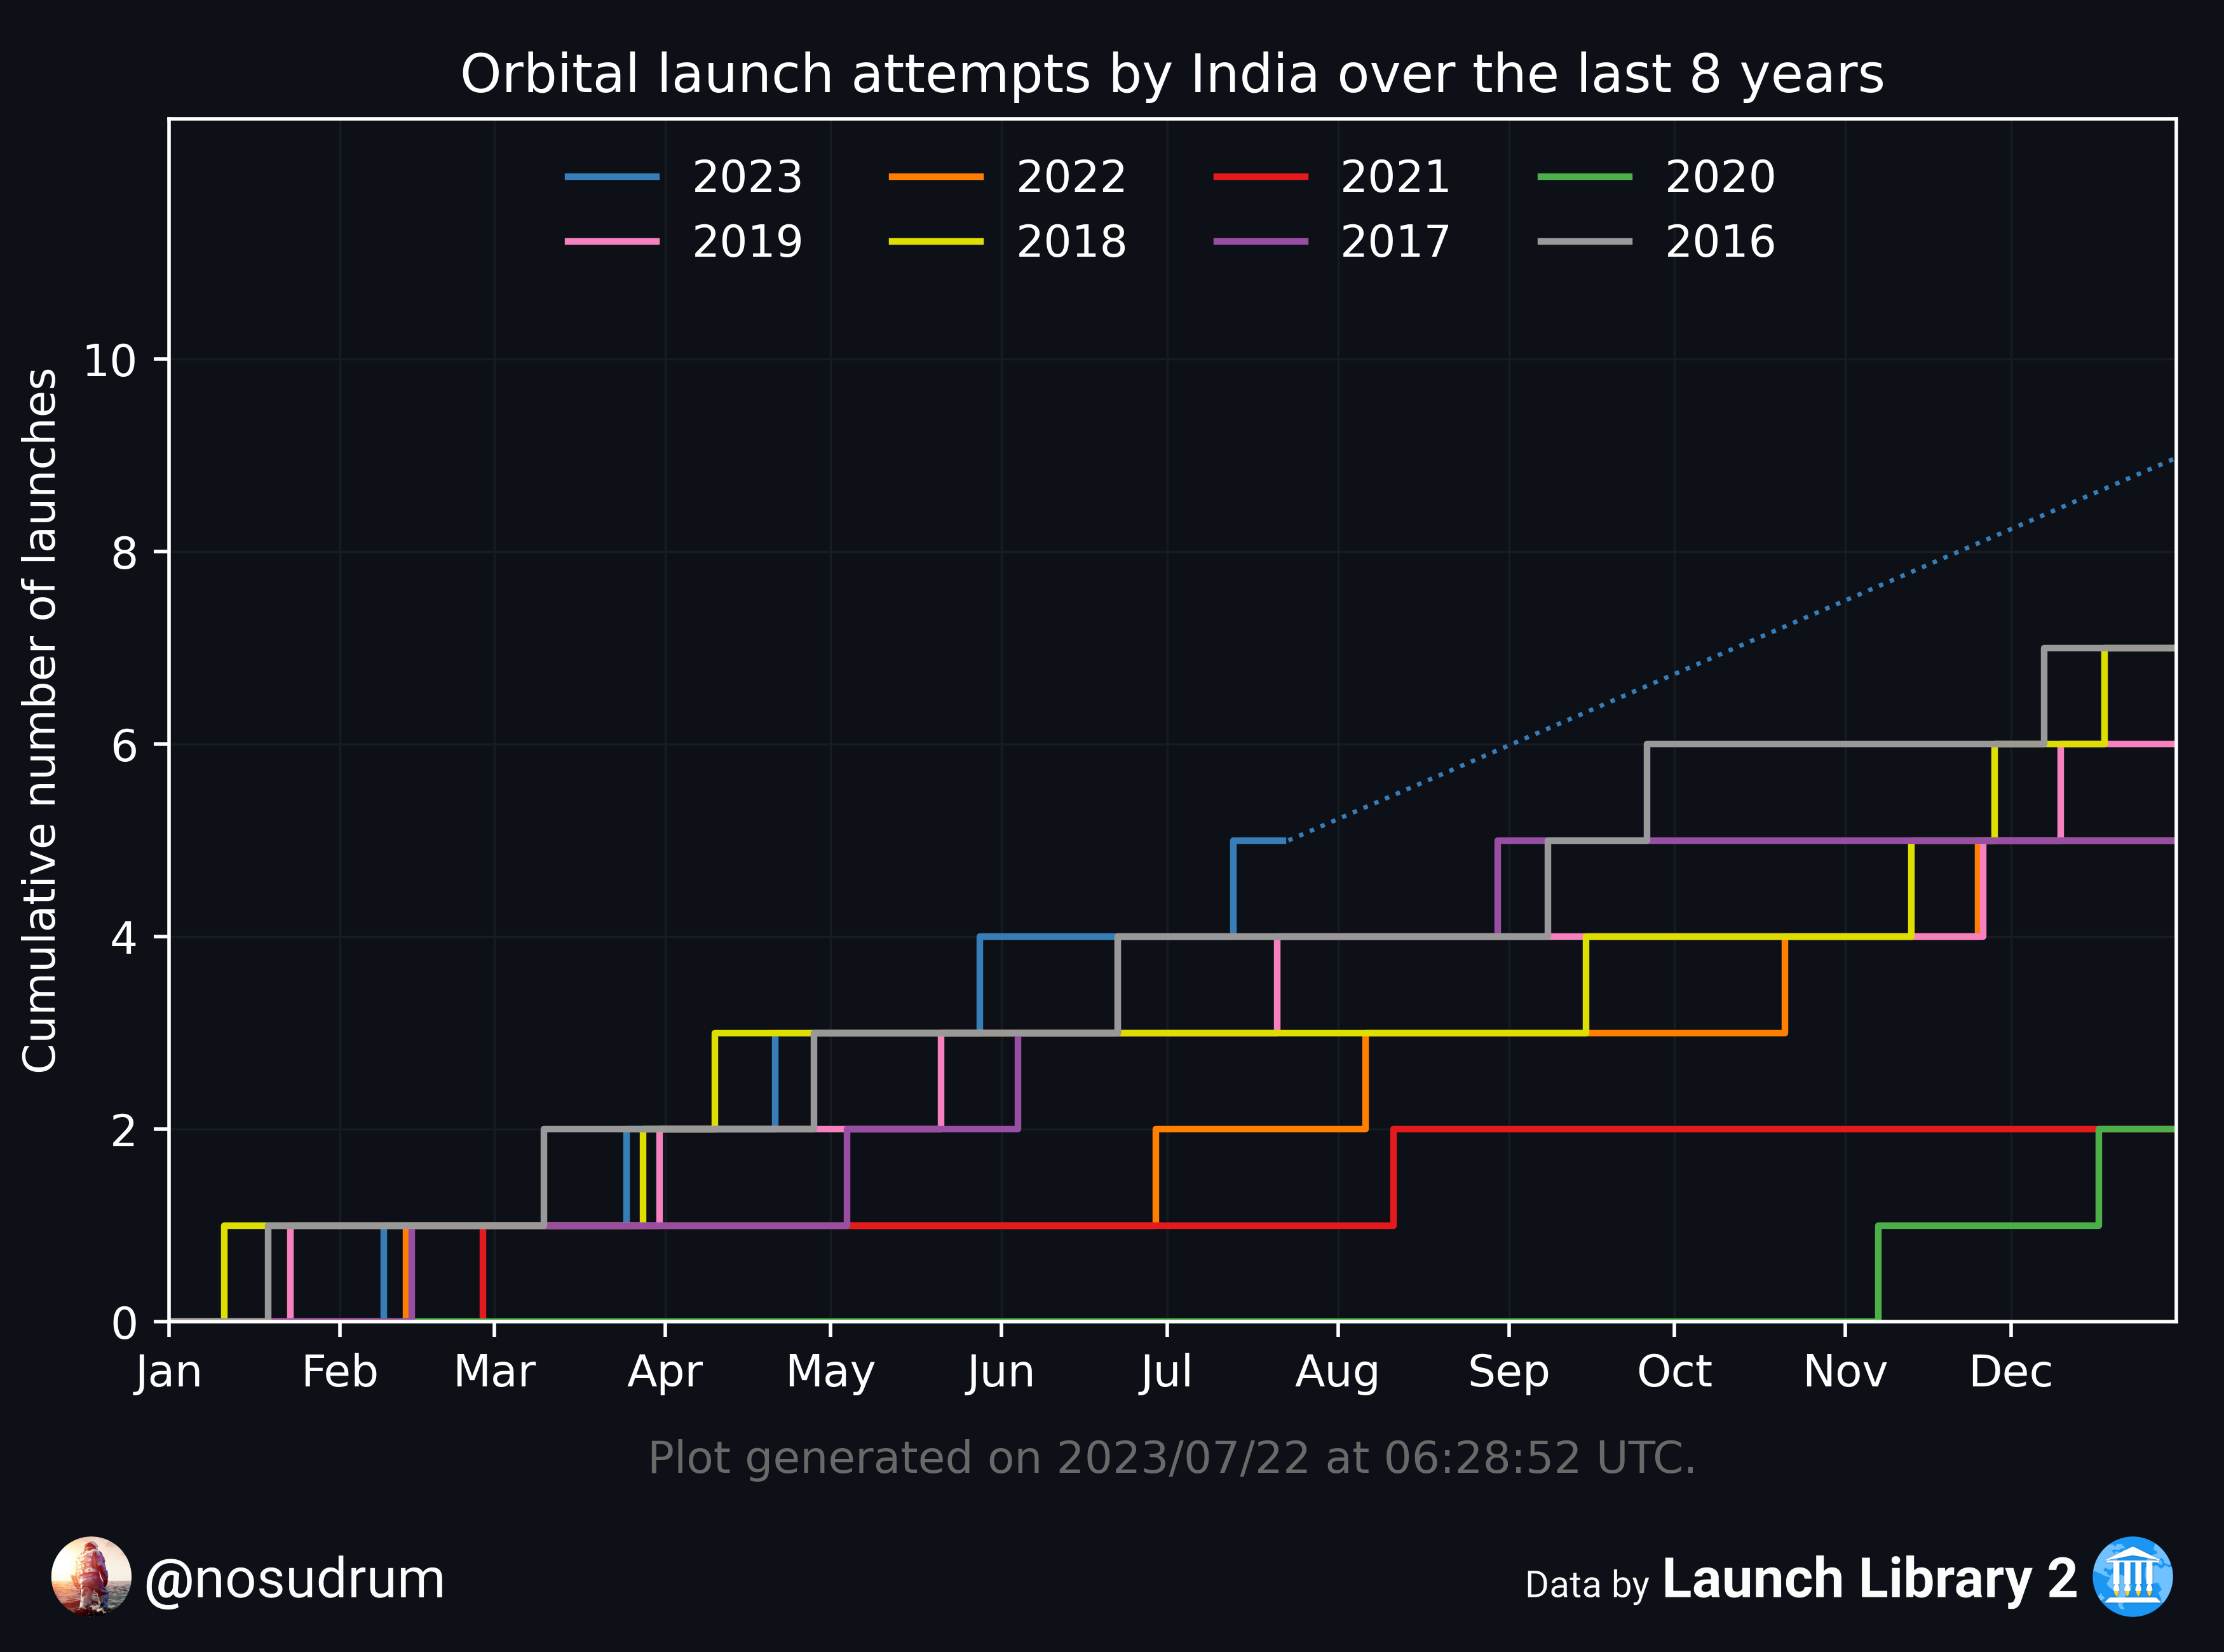 Orbital launch attempts by India over the last 8 years
2023 2022 2021 2020
2019 2018 2017 2016
Cumulative number of launches
10
8
6
4
2
0
Jan Feb Mar Apr May Jun Jul Aug Sep Oct Nov Dec
Plot generated on 2023/07/22 at 06:28:52 UTC.
@nosudrum
Data by Launch Library 2